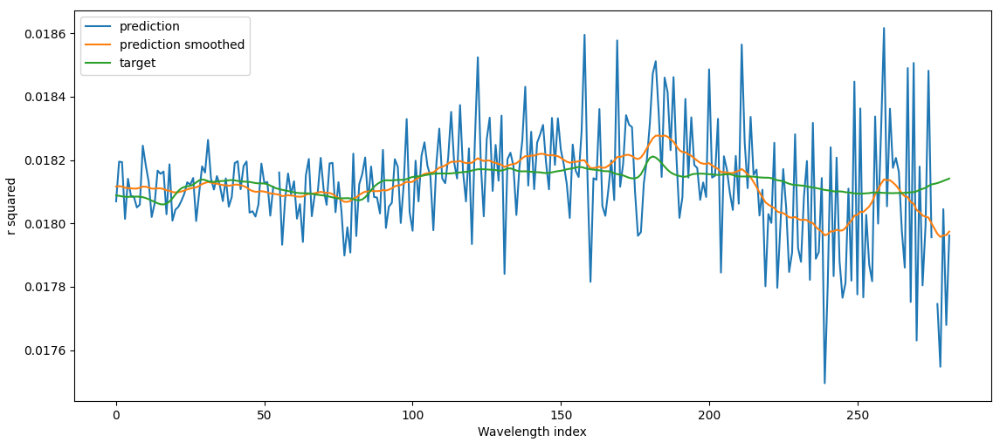 prediction
prediction smoothed
target
r squared
0.0186
0.0184
0.0182
0.0180
0.0178
0.0176
0 50 100 150 200 250
Wavelength index